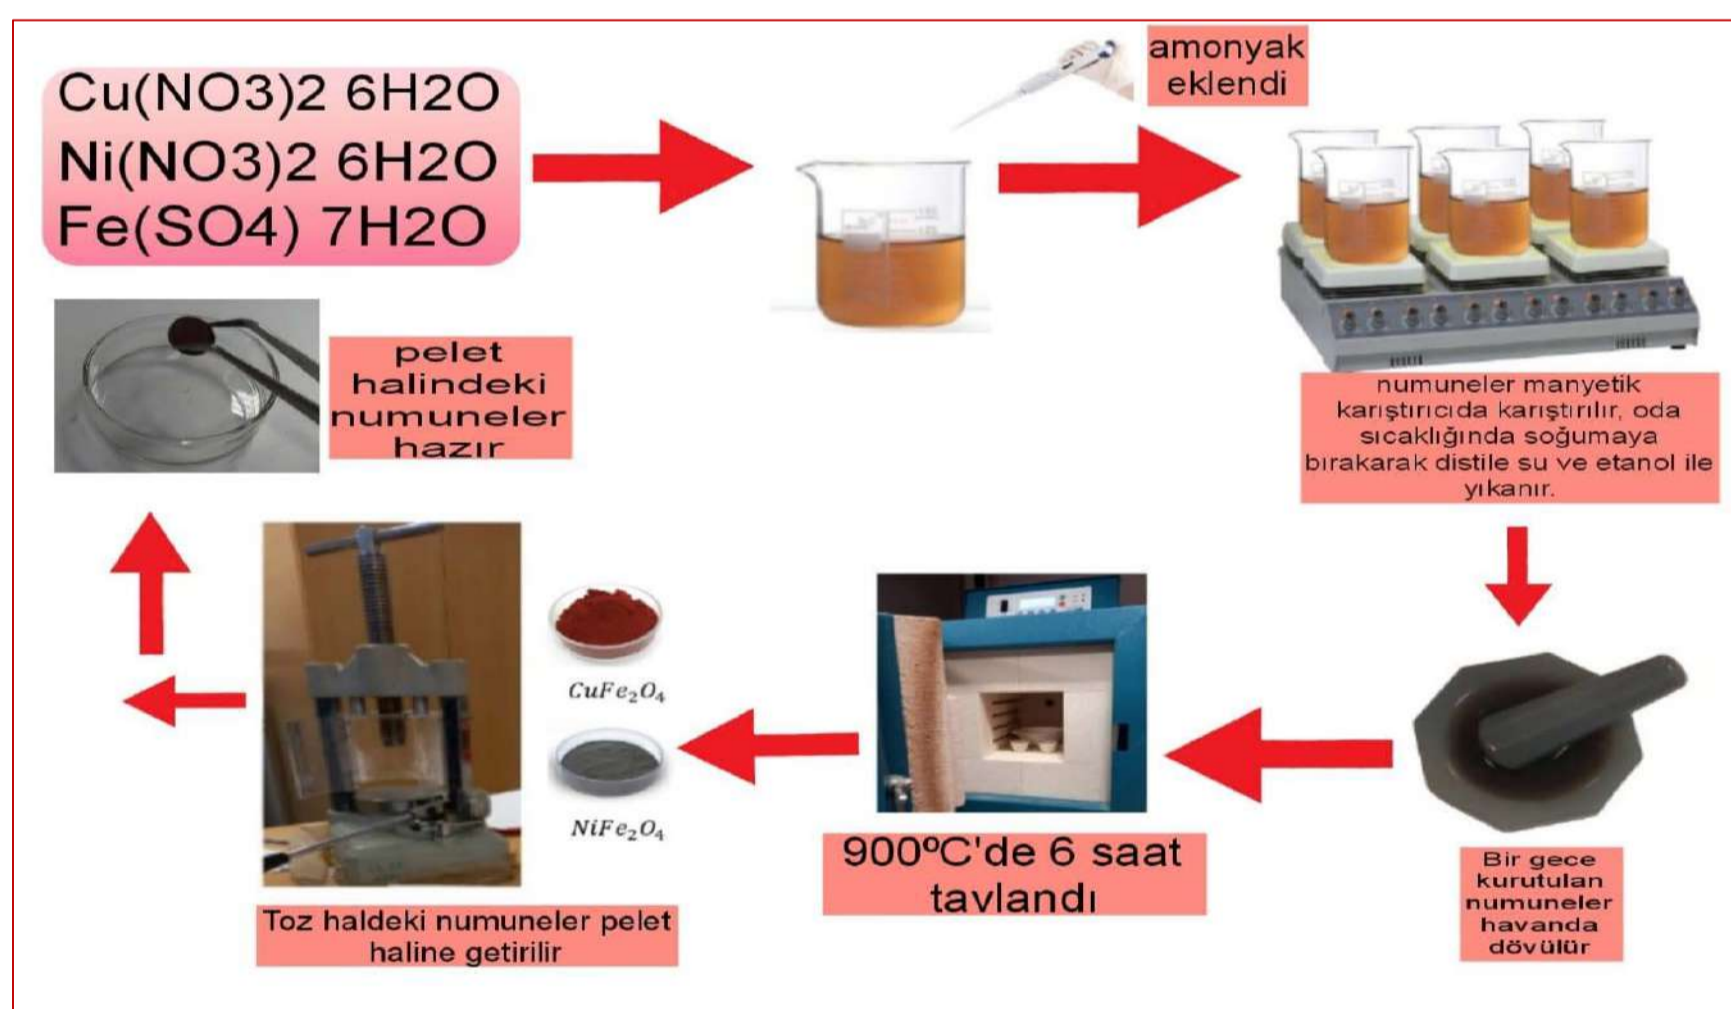 Cu(NO3)2 6H2O
Ni(NO3)2 6H2O
Fe(SO4) 7H2O
amonyak
eklendi
numuneler manyetik
karıştırıcıda karıştırılır, oda
sıcaklığında soğumaya
bırakarak distile su ve etanol ile
yıkanır.
Bir gece
kurutulan
numuneler
havanda
dövülür
900ºC'de 6 saat
tavlandı
CuFe₂O₄
NiFe₂O₄
Toz haldeki numuneler pelet
haline getirilir
pelet
halindeki
numuneler
hazır